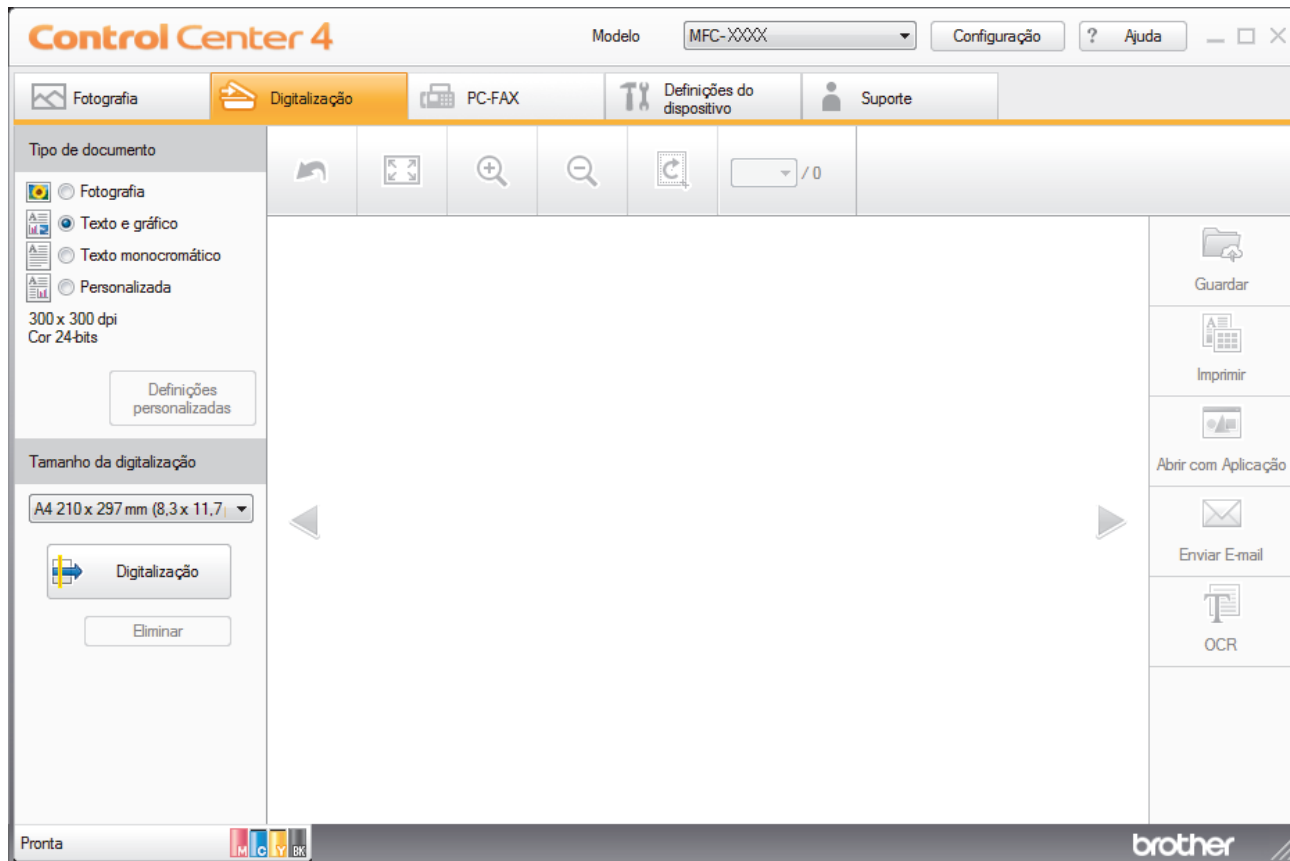 Control Center 4
Modelo
MFC-XXXX
Configuração
? Ajuda
Fotografia
Digitalização
PC-FAX
Definições do
dispositivo
Suporte
Tipo de documento
/ 0
Fotografia
Texto e gráfico
Texto monocromático
Personalizada
300 x 300 dpi
Cor 24-bits
Definições
personalizadas
Tamanho da digitalização
A4 210 x 297 mm (8,3 x 11,7
Digitalização
Eliminar
Guardar
Imprimir
Abrir com Aplicação
Enviar E-mail
OCR
Pronta
M C Y BK
brother